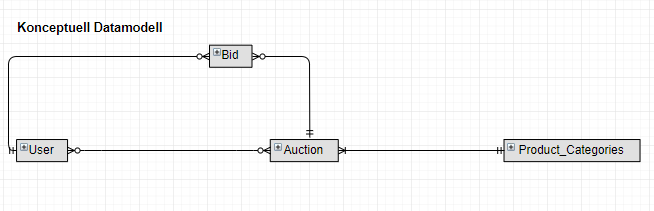 Konceptuell Datamodell
Bid
User
Auction
Product_Categories